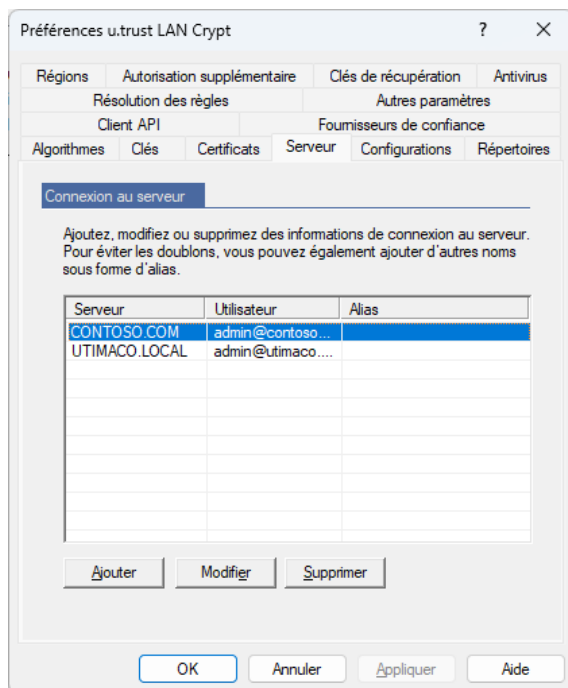 Préférences u.trust LAN Crypt
?
Régions Autorisation supplémentaire Clés de récupération Antivirus
Résolution des règles Autres paramètres
Client API Fournisseurs de confiance
Algorithmes Clés Certificats Serveur Configurations Répertoires
Connexion au serveur
Ajoutez, modifiez ou supprimez des informations de connexion au serveur.
Pour éviter les doublons, vous pouvez également ajouter d'autres noms
sous forme d'alias.
Serveur Utilisateur Alias
CONTOSO.COM admin@contoso...
UTIMACO.LOCAL admin@utimaco....
Ajouter Modifier Supprimer
OK Annuler Appliquer Aide